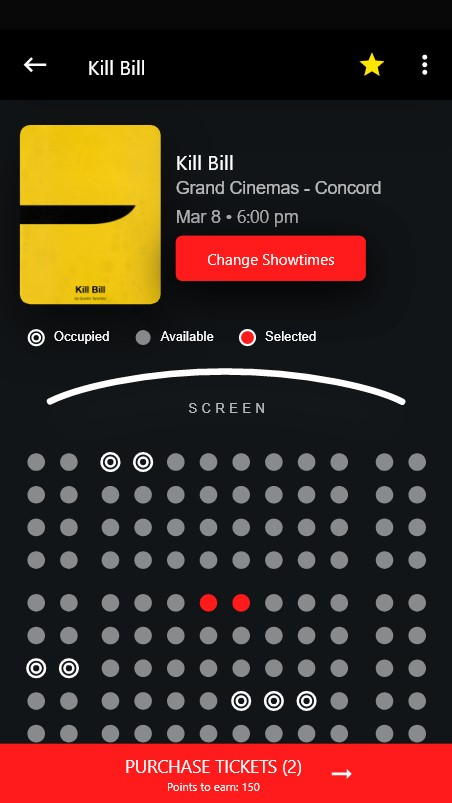 Kill Bill
Kill Bill
Grand Cinemas - Concord
Mar 8 • 6:00 pm
Change Showtimes
Kill Bill
Occupied
Available
Selected
SCREEN
PURCHASE TICKETS (2)
Points to earn: 150